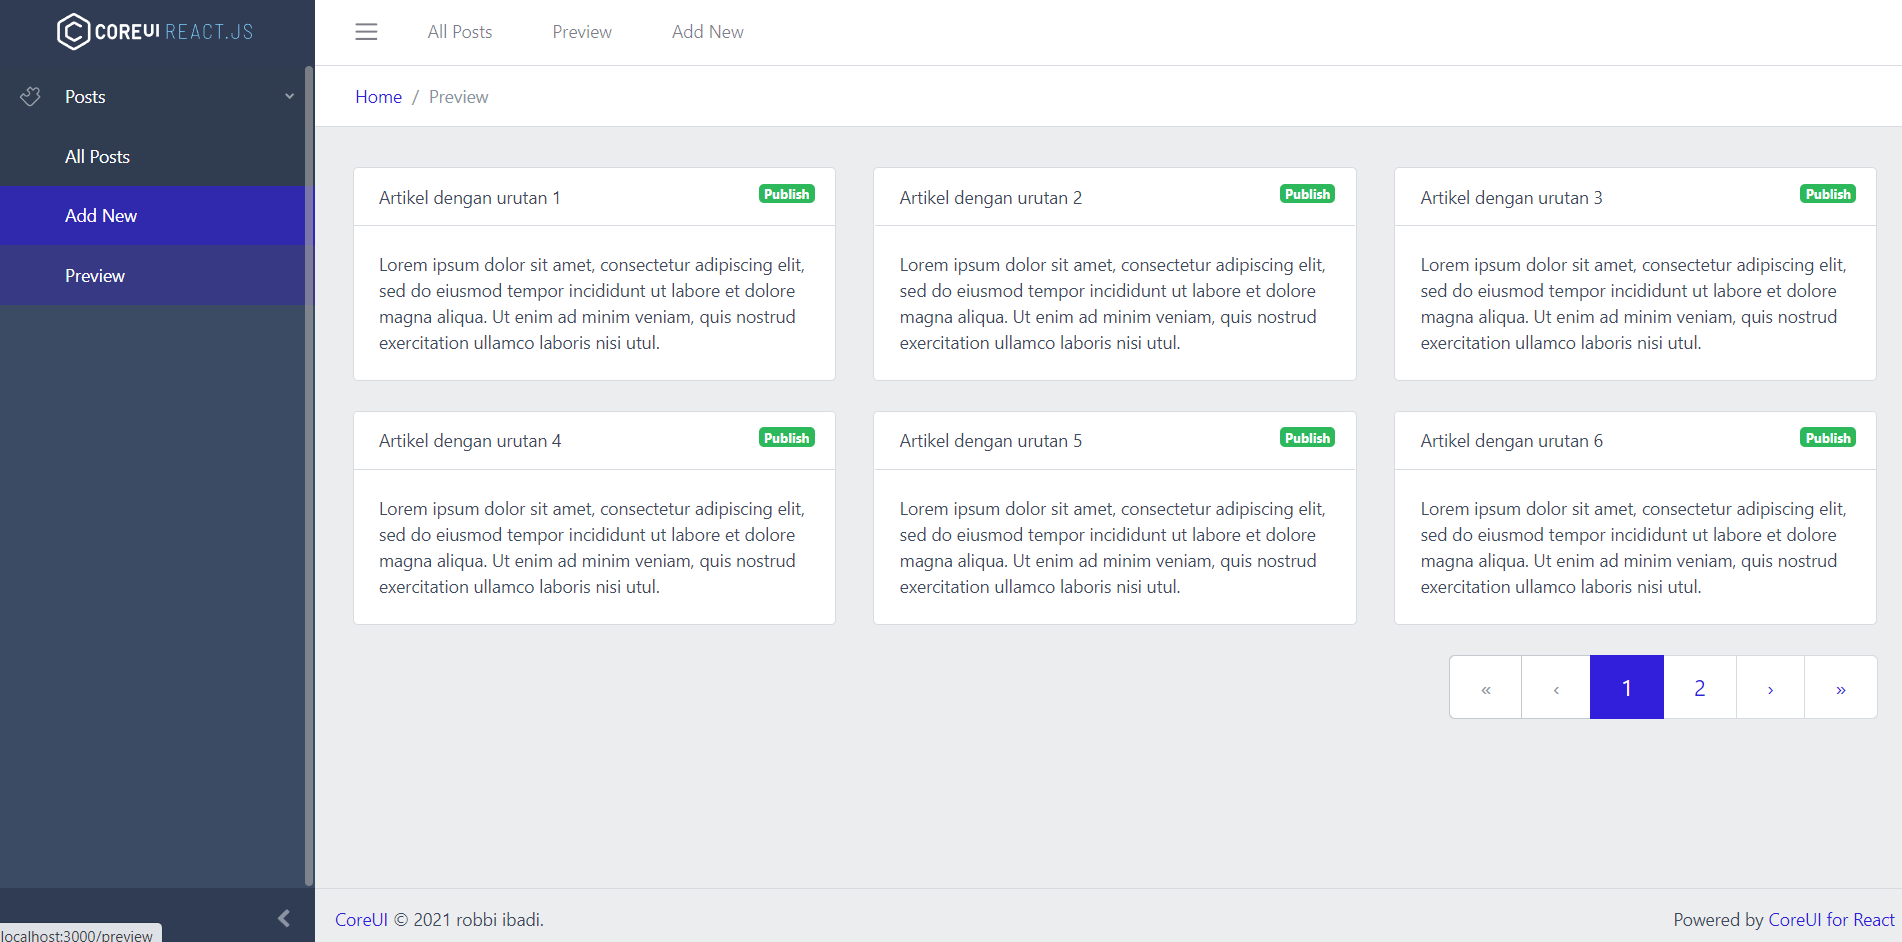 COREUI REACT.JS
Posts
All Posts
Add New
Preview
All Posts
Preview
Add New
Home / Preview
Artikel dengan urutan 1
Publish
Lorem ipsum dolor sit amet, consectetur adipiscing elit,
sed do eiusmod tempor incididunt ut labore et dolore
magna aliqua. Ut enim ad minim veniam, quis nostrud
exercitation ullamco laboris nisi utul.
Artikel dengan urutan 2
Publish
Lorem ipsum dolor sit amet, consectetur adipiscing elit,
sed do eiusmod tempor incididunt ut labore et dolore
magna aliqua. Ut enim ad minim veniam, quis nostrud
exercitation ullamco laboris nisi utul.
Artikel dengan urutan 3
Publish
Lorem ipsum dolor sit amet, consectetur adipiscing elit,
sed do eiusmod tempor incididunt ut labore et dolore
magna aliqua. Ut enim ad minim veniam, quis nostrud
exercitation ullamco laboris nisi utul.
Artikel dengan urutan 4
Publish
Lorem ipsum dolor sit amet, consectetur adipiscing elit,
sed do eiusmod tempor incididunt ut labore et dolore
magna aliqua. Ut enim ad minim veniam, quis nostrud
exercitation ullamco laboris nisi utul.
Artikel dengan urutan 5
Publish
Lorem ipsum dolor sit amet, consectetur adipiscing elit,
sed do eiusmod tempor incididunt ut labore et dolore
magna aliqua. Ut enim ad minim veniam, quis nostrud
exercitation ullamco laboris nisi utul.
Artikel dengan urutan 6
Publish
Lorem ipsum dolor sit amet, consectetur adipiscing elit,
sed do eiusmod tempor incididunt ut labore et dolore
magna aliqua. Ut enim ad minim veniam, quis nostrud
exercitation ullamco laboris nisi utul.
« ‹ 1 2 › »
CoreUI © 2021 robbi ibadi.
Powered by CoreUI for React
localhost:3000/preview